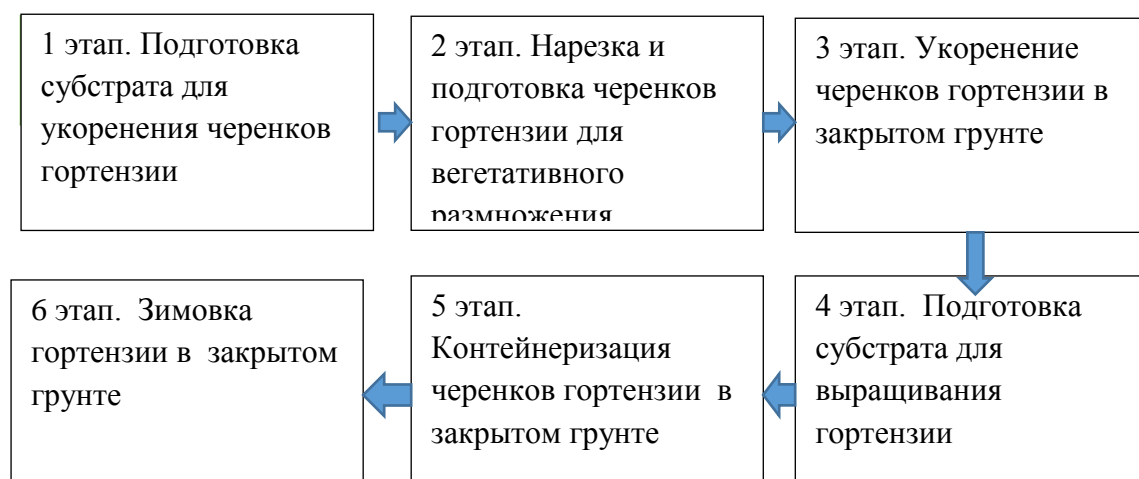 1 этап. Подготовка
субстрата для
укоренения черенков
гортензии
2 этап. Нарезка и
подготовка черенков
гортензии для
вегетативного
размножения
3 этап. Укоренение
черенков гортензии в
закрытом грунте
4 этап. Подготовка
субстрата для
выращивания
гортензии
5 этап.
Контейнеризация
черенков гортензии в
закрытом грунте
6 этап. Зимовка
гортензии в закрытом
грунте